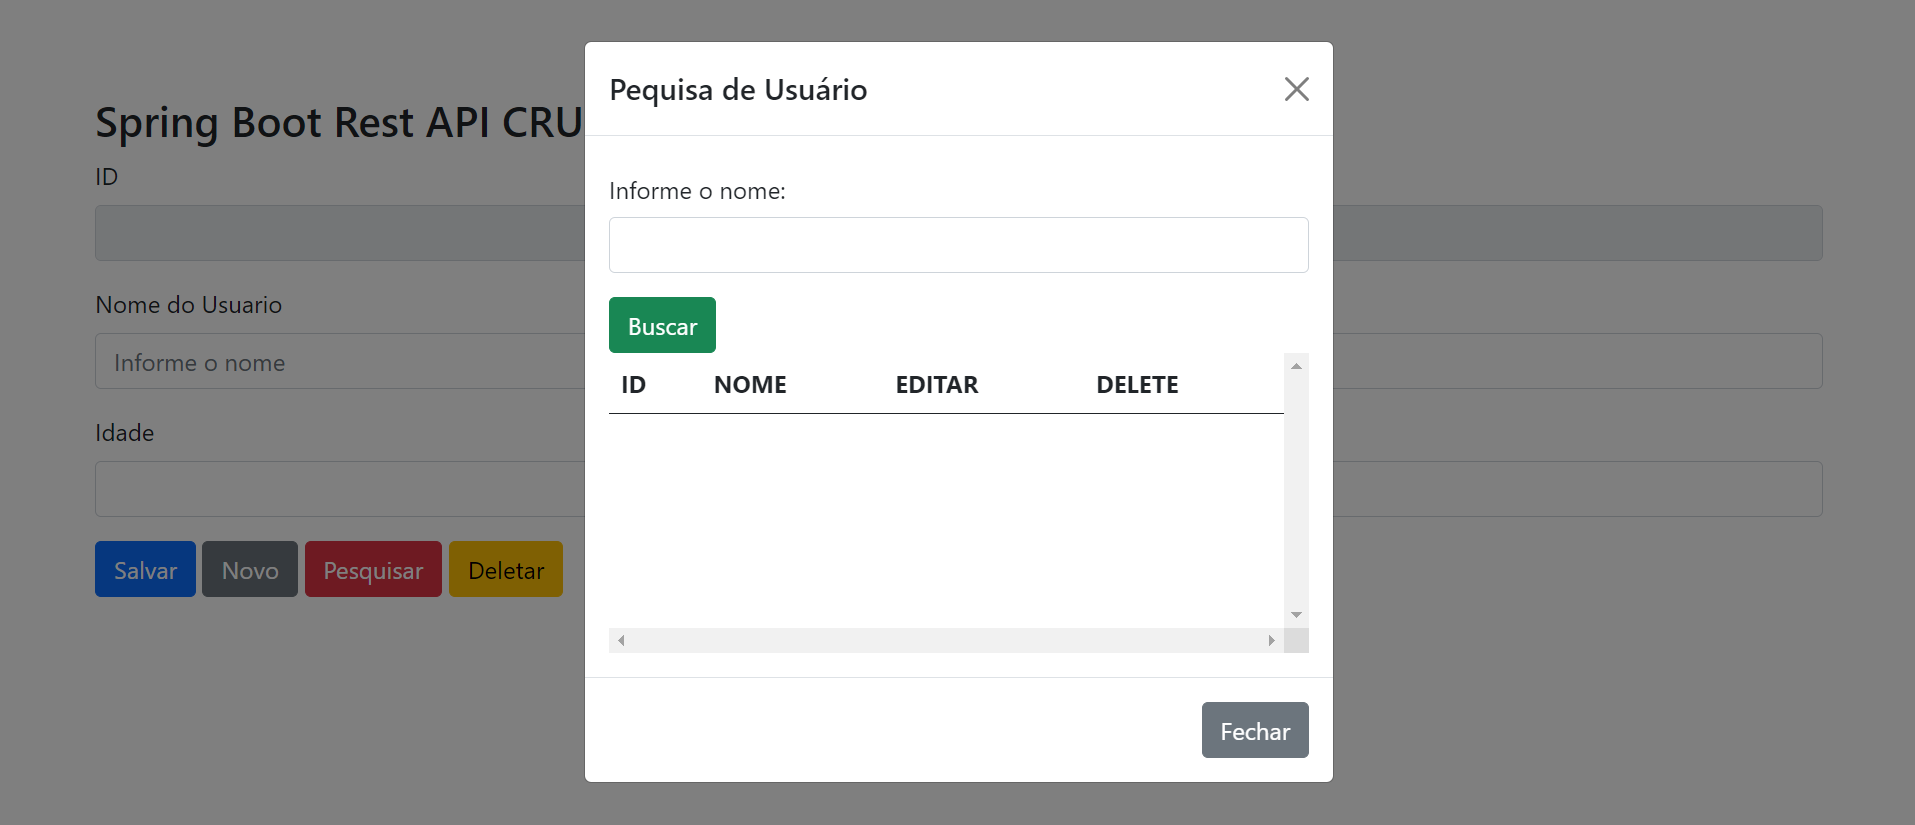 Spring Boot Rest API CRU
ID
Nome do Usuario
Informe o nome
Idade
Salvar Novo Pesquisar Deletar
Pequisa de Usuário
Informe o nome:
Buscar
ID NOME EDITAR DELETE
Fechar